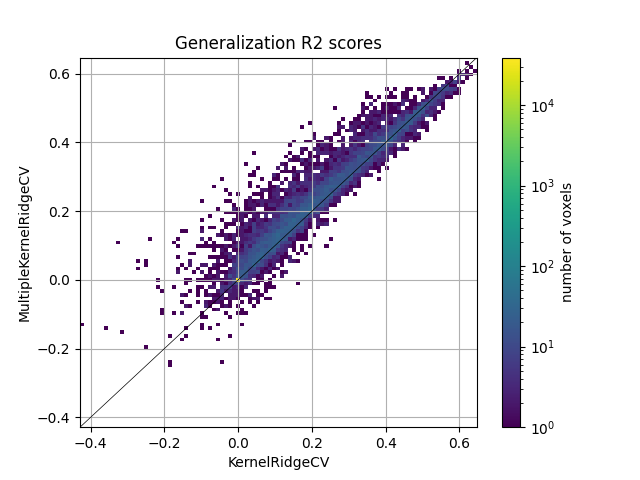 Generalization R2 scores
MultipleKernelRidgeCV
0.6
0.4
0.2
0.0
−0.2
−0.4
−0.4 −0.2 0.0 0.2 0.4 0.6
KernelRidgeCV
10^4
10^3
10^2
10^1
10^0
number of voxels